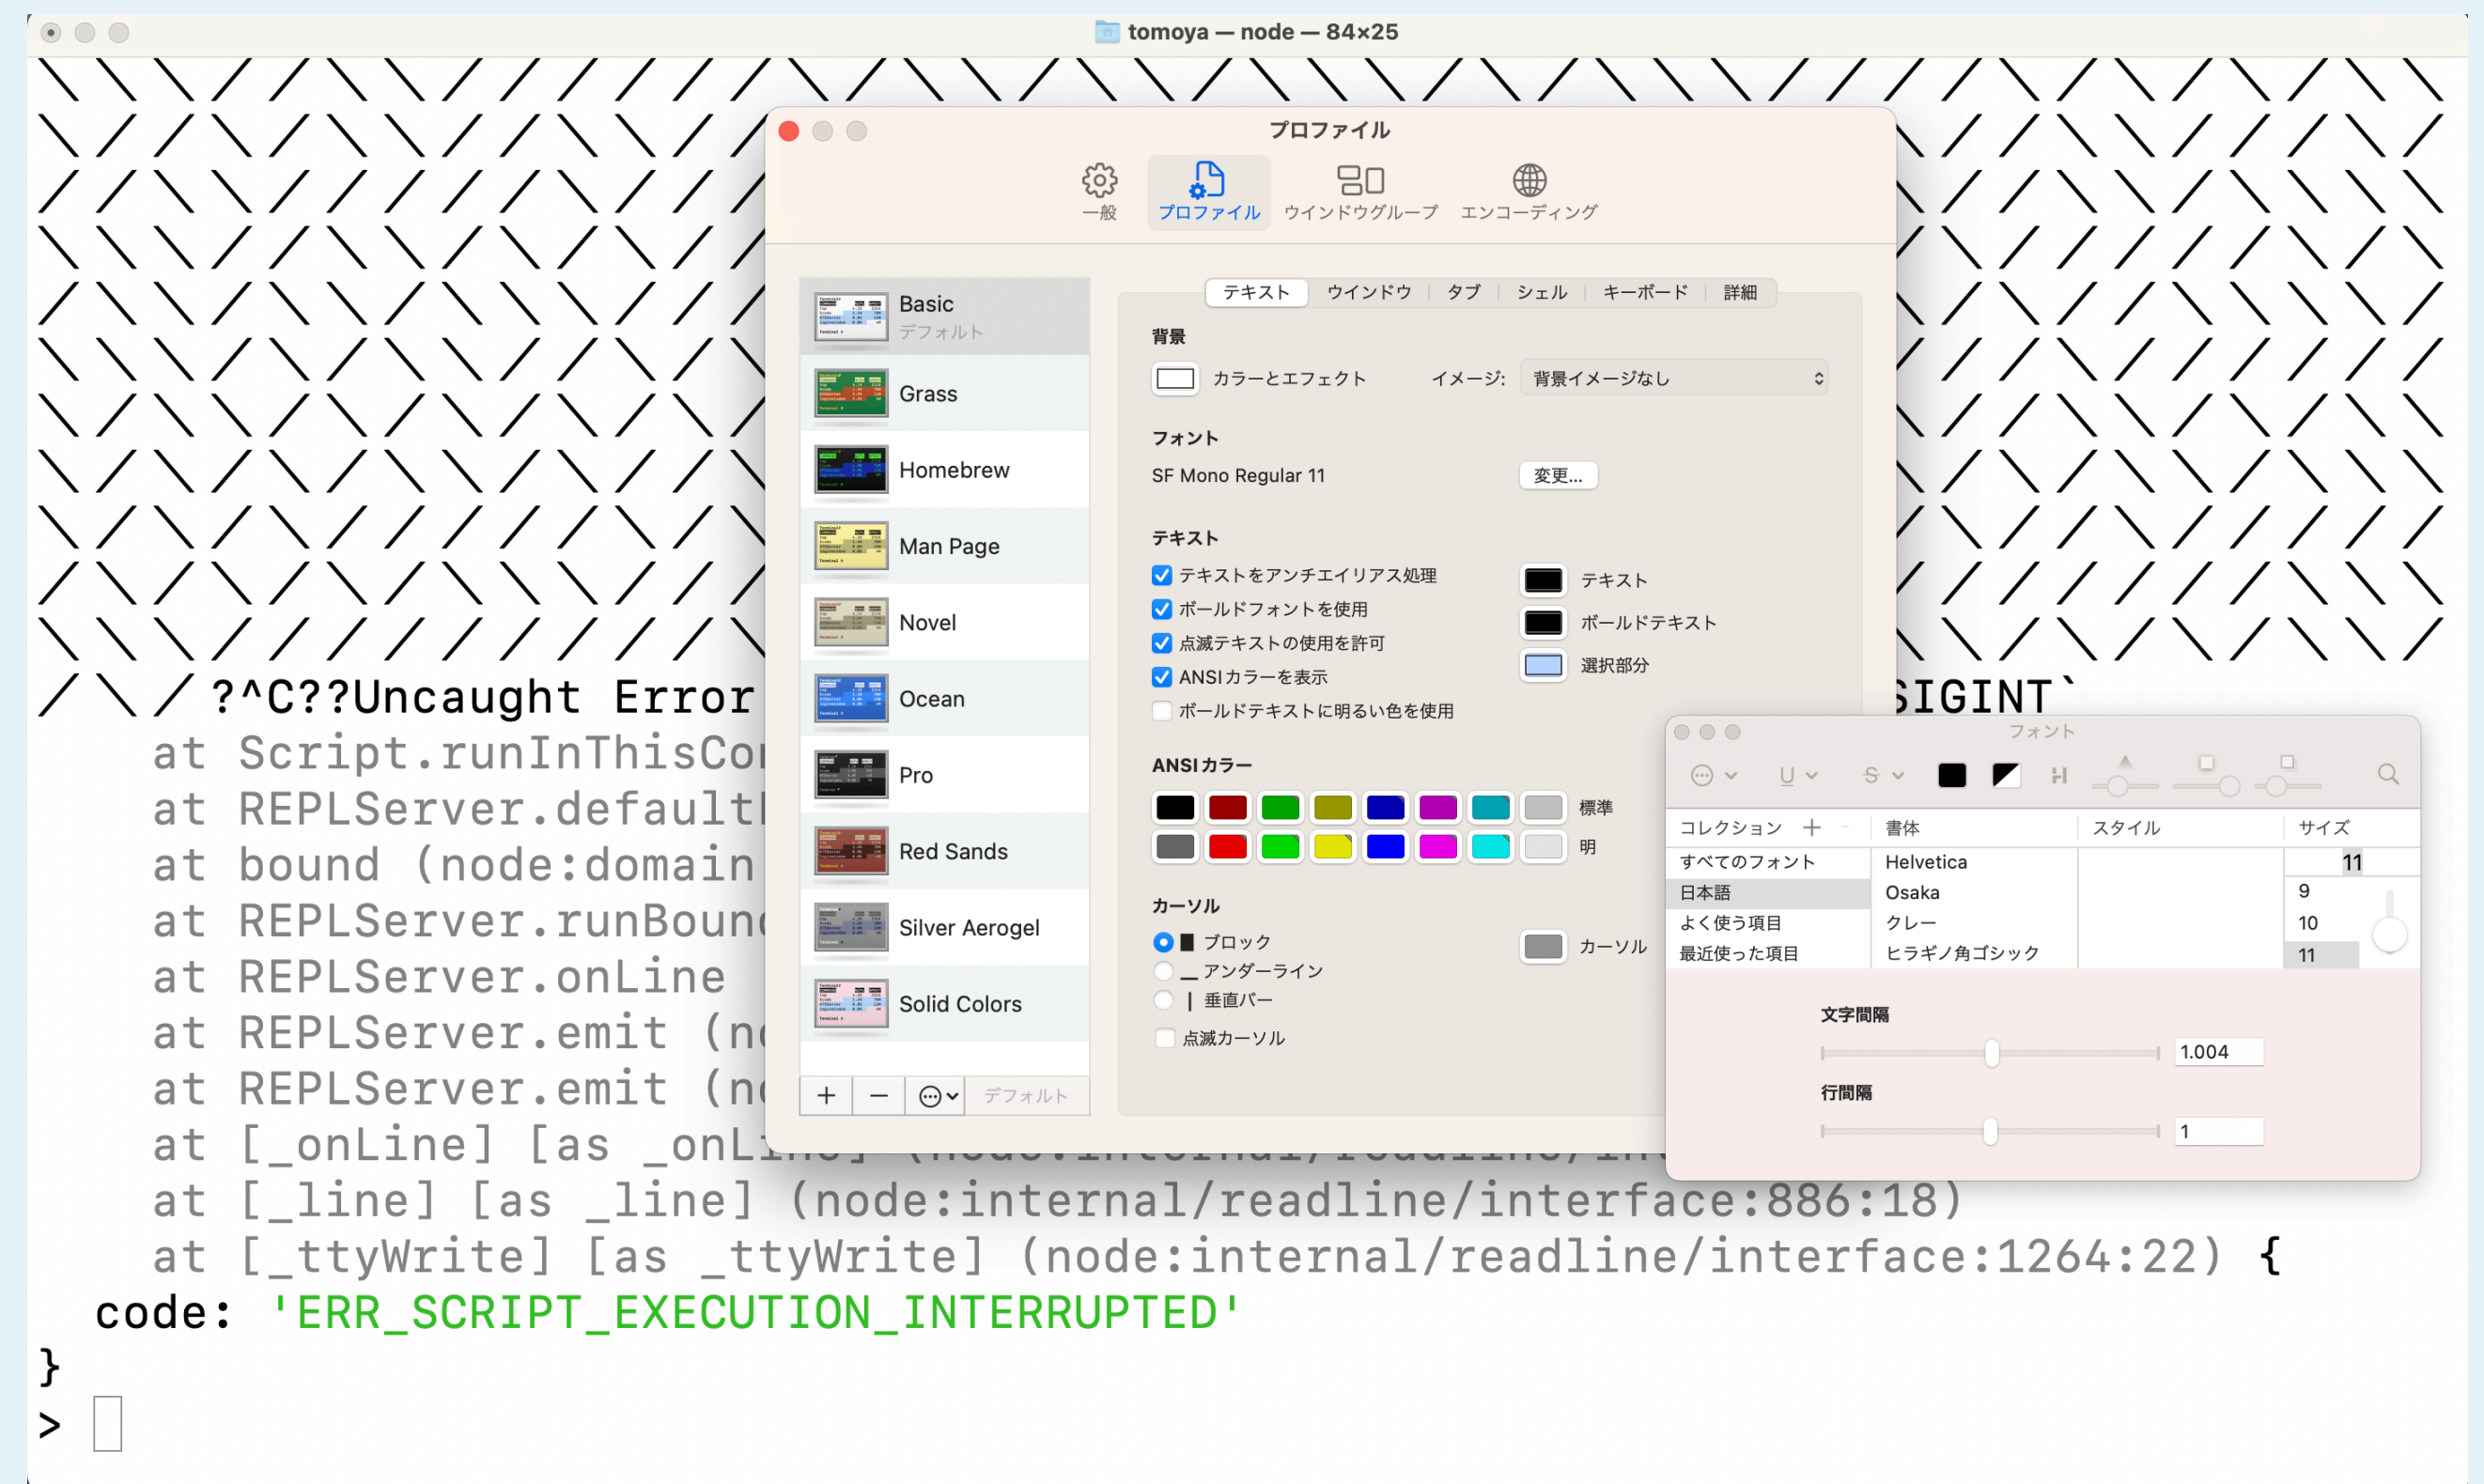 tomoya — node — 84×25
プロファイル
一般
プロファイル
ウインドウグループ
エンコーディング
Basic
デフォルト
Grass
Homebrew
Man Page
Novel
Ocean
Pro
Red Sands
Silver Aerogel
Solid Colors
デフォルト
テキスト ウインドウ タブ シェル キーボード 詳細
背景
カラーとエフェクト イメージ: 背景イメージなし
フォント
SF Mono Regular 11 変更...
テキスト
テキストをアンチエイリアス処理
ボールドフォントを使用
点滅テキストの使用を許可
ANSIカラーを表示
ボールドテキストに明るい色を使用
テキスト
ボールドテキスト
選択部分
ANSIカラー
標準
明
カーソル
ブロック
アンダーライン
垂直バー
点滅カーソル
カーソル
フォント
コレクション + 書体 スタイル サイズ
すべてのフォント Helvetica 11
日本語 Osaka 9
よく使う項目 クレー 10
最近使った項目 ヒラギノ角ゴシック 11
文字間隔
1.004
行間隔
1
?^C??Uncaught Error SIGINT`
at Script.runInThisCo
at REPLServer.default
at bound (node:domain
at REPLServer.runBoun
at REPLServer.onLine
at REPLServer.emit (n
at REPLServer.emit (n
at [_onLine] [as _onLine] (node:internal/readline/in
at [_line] [as _line] (node:internal/readline/interface:886:18)
at [_ttyWrite] [as _ttyWrite] (node:internal/readline/interface:1264:22) {
code: 'ERR_SCRIPT_EXECUTION_INTERRUPTED'
}
>